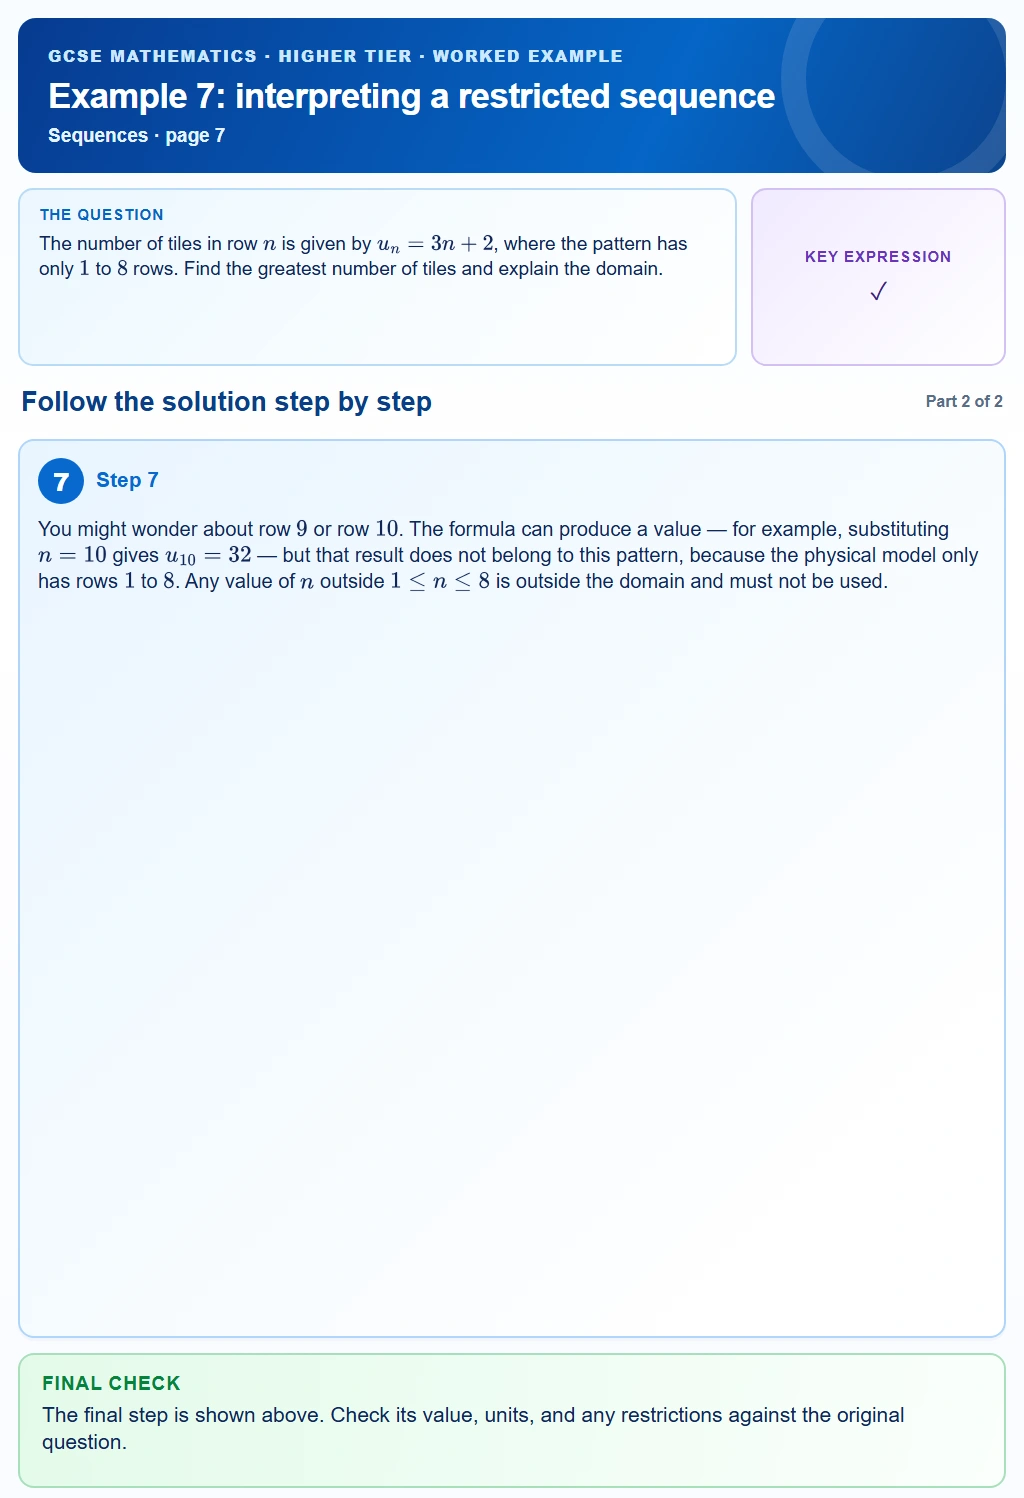 GCSE MATHEMATICS · HIGHER TIER · WORKED EXAMPLE
Example 7: interpreting a restricted sequence
Sequences · page 7
THE QUESTION
The number of tiles in row n is given by uₙ = 3n + 2, where the pattern has
only 1 to 8 rows. Find the greatest number of tiles and explain the domain.
KEY EXPRESSION
✓
Follow the solution step by step
Part 2 of 2
7 Step 7
You might wonder about row 9 or row 10. The formula can produce a value — for example, substituting
n = 10 gives u₁₀ = 32 — but that result does not belong to this pattern, because the physical model only
has rows 1 to 8. Any value of n outside 1 ≤ n ≤ 8 is outside the domain and must not be used.
FINAL CHECK
The final step is shown above. Check its value, units, and any restrictions against the original
question.